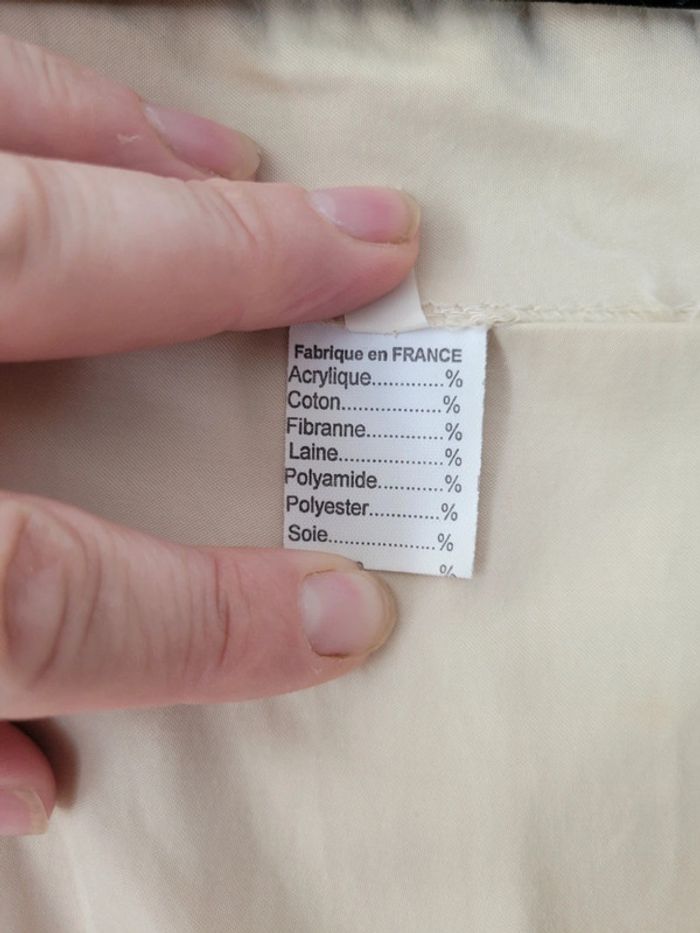 Fabrique en FRANCE
Acrylique.............%
Coton..................%
Fibranne..............%
Laine...................%
Polyamide............%
Polyester.............%
Soie....................%
%